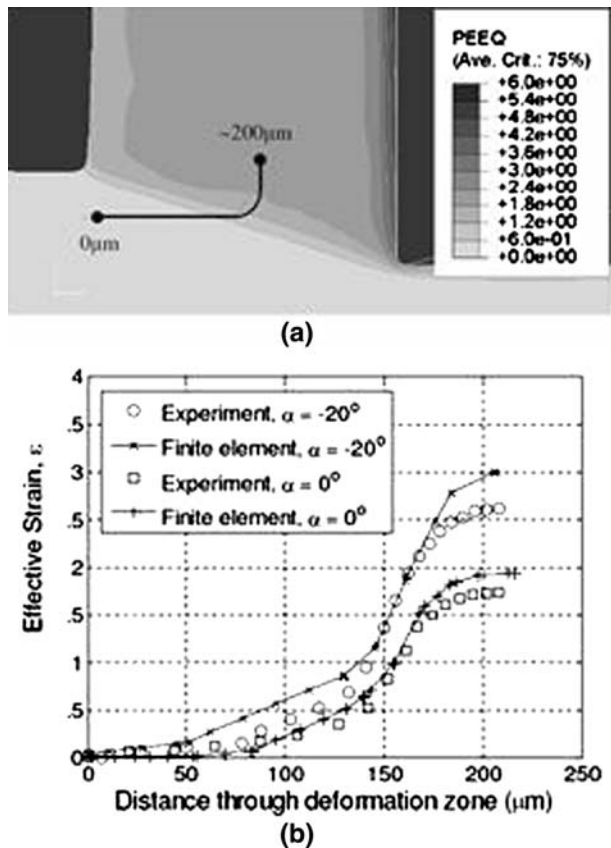 PEEQ
(Ave. Crit.: 75%)
+6.0e+00
+5.4e+00
+4.8e+00
+4.2e+00
+3.6e+00
+3.0e+00
+2.4e+00
+1.8e+00
+1.2e+00
+6.0e-01
+0.0e+00
~200μm
0μm
(a)
4
.5
3
.5
2
.5
1
.5
0
Effective Strain, ε
Experiment, α = -20°
Finite element, α = -20°
Experiment, α = 0°
Finite element, α = 0°
0 50 100 150 200 250
Distance through deformation zone (μm)
(b)